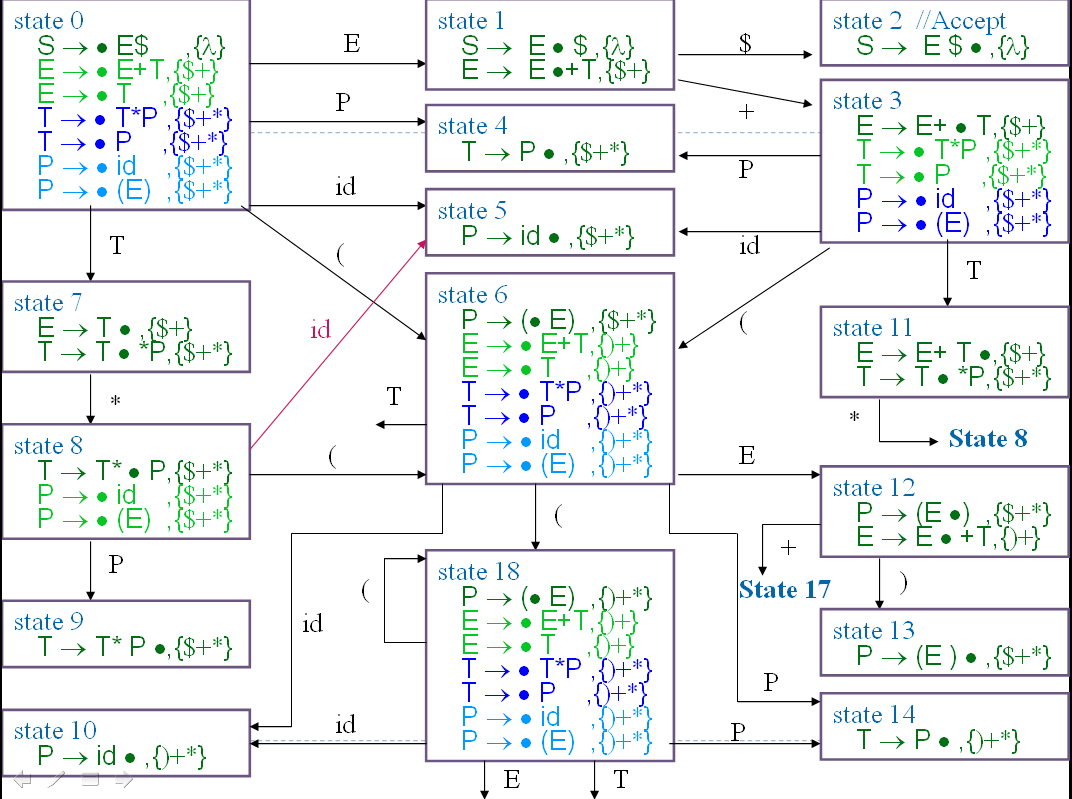 state 0
S → • E$ ,{λ}
E → • E+T,{$+}
E → • T ,{$+}
T → • T*P ,{$+*}
T → • P ,{$+*}
P → • id ,{$+*}
P → • (E) ,{$+*}
E
P
id
(
T
state 1
S → E • $ ,{λ}
E → E •+T,{$+}
$
+
state 2 //Accept
S → E $ • ,{λ}
state 3
E → E+ • T,{$+}
T → • T*P ,{$+*}
T → • P ,{$+*}
P → • id ,{$+*}
P → • (E) ,{$+*}
P
id
(
T
state 4
T → P • ,{$+*}
state 5
P → id • ,{$+*}
state 6
P → (• E) ,{$+*}
E → • E+T ,{)+}
E → • T ,{)+}
T → • T*P ,{)+*}
T → • P ,{)+*}
P → • id ,{)+*}
P → • (E) ,{)+*}
T
E
(
id
P
state 7
E → T • ,{$+}
T → T • *P,{$+*}
*
state 8
T → T* • P,{$+*}
P → • id ,{$+*}
P → • (E) ,{$+*}
id
(
P
state 9
T → T* P •,{$+*}
state 10
P → id • ,{)+*}
state 11
E → E+ T •,{$+}
T → T • *P,{$+*}
*
State 8
state 12
P → (E •) ,{$+*}
E → E • +T,{)+}
+
State 17
)
state 13
P → (E ) • ,{$+*}
state 14
T → P • ,{)+*}
state 18
P → (• E) ,{)+*}
E → • E+T,{)+}
E → • T ,{)+}
T → • T*P ,{)+*}
T → • P ,{)+*}
P → • id ,{)+*}
P → • (E) ,{)+*}
(
id
P
E
T